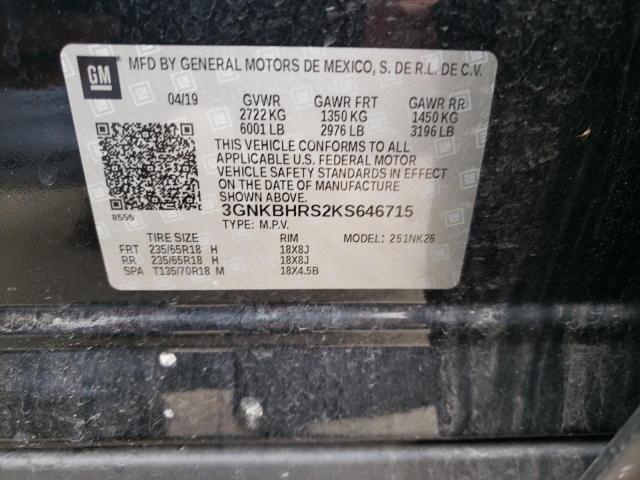 GM
MFD BY GENERAL MOTORS DE MEXICO, S. DE R.L. DE C.V.
04/19 GVWR GAWR FRT GAWR RR
2722 KG 1350 KG 1450 KG
6001 LB 2976 LB 3196 LB
THIS VEHICLE CONFORMS TO ALL
APPLICABLE U.S. FEDERAL MOTOR
VEHICLE SAFETY STANDARDS IN EFFECT
ON THE DATE OF MANUFACTURE
SHOWN ABOVE.
8555
3GNKBHRS2KS646715
TYPE: M.P.V.
TIRE SIZE RIM MODEL: 251NK26
FRT 235/65R18 H 18X8J
RR 235/65R18 H 18X8J
SPA T135/70R18 M 18X4.5B